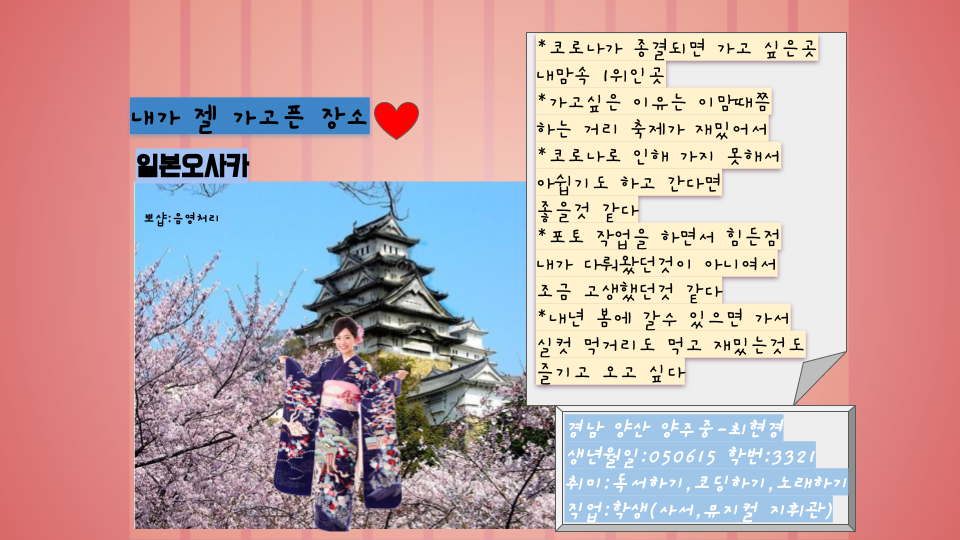 내가 젤 가고픈 장소
일본오사카
뽀샵:음영처리
*코로나가 종결되면 가고 싶은곳
내맘속 1위인곳
*가고싶은 이유는 이맘때쯤
하는 거리 축제가 재밌어서
*코로나로 인해 가지 못해서
아쉽기도 하고 간다면
좋을것 같다
*포토 작업을 하면서 힘든점
내가 다뤄왔던것이 아니여서
조금 고생했던것 같다
*내년 봄에 갈수 있으면 가서
실컷 먹거리도 먹고 재밌는것도
즐기고 오고 싶다
경남 양산 양주중-최현경
생년월일:050615 학번:3321
취미:독서하기,코딩하기,노래하기
직업:학생(사서,뮤지컬 지휘관)